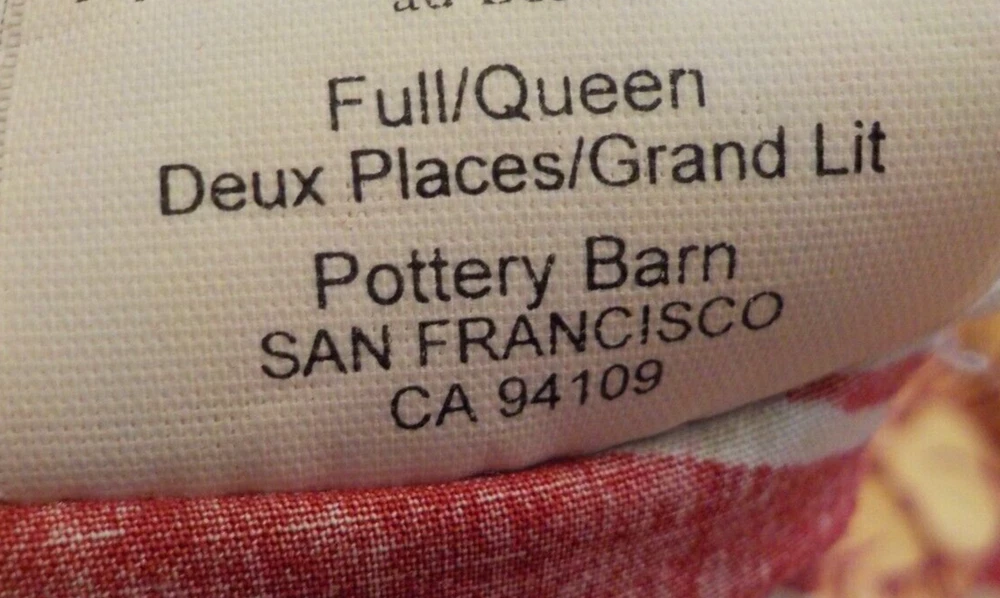 Full/Queen
Deux Places/Grand Lit
Pottery Barn
SAN FRANCISCO
CA 94109